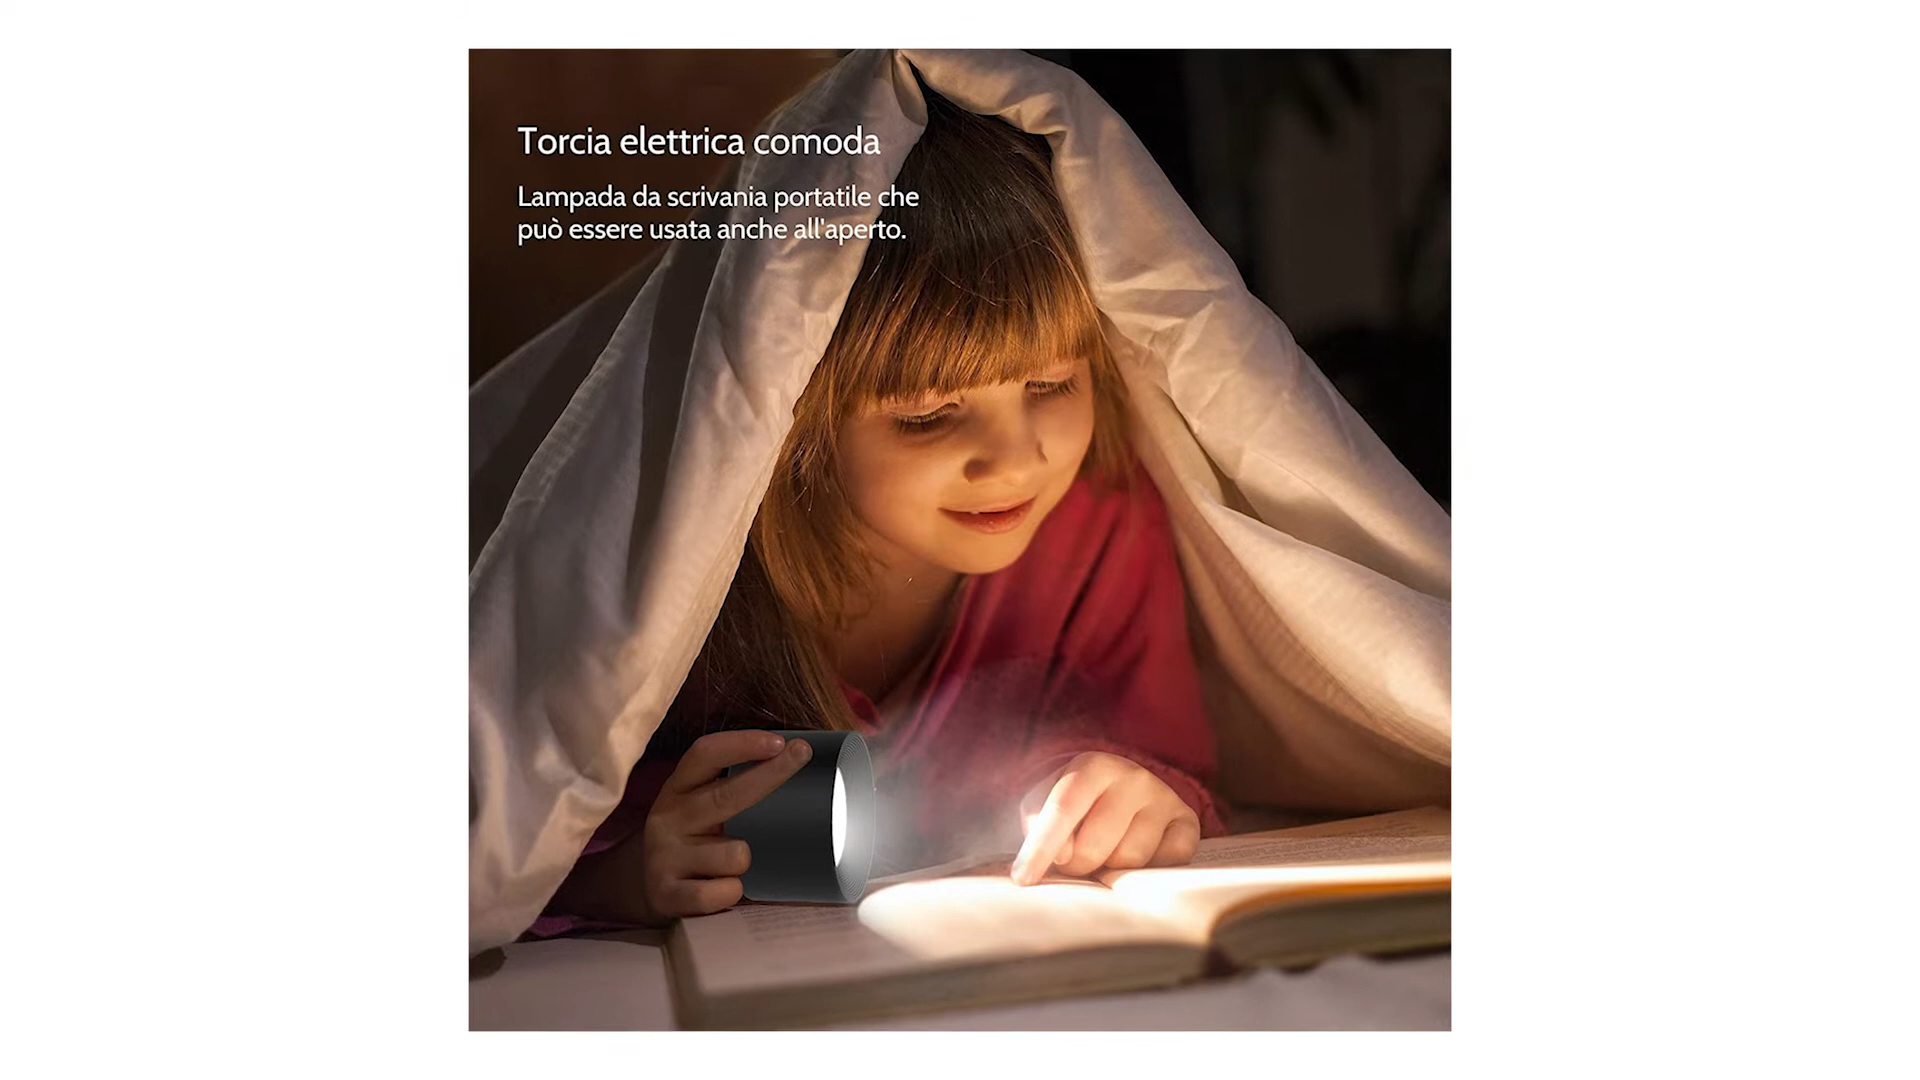 Torcia elettrica comoda
Lampada da scrivania portatile che
può essere usata anche all'aperto.